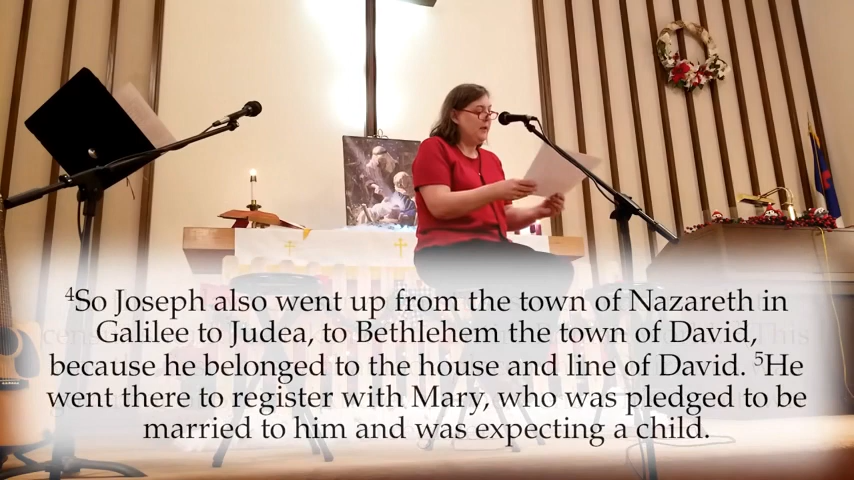 ⁴So Joseph also went up from the town of Nazareth in
Galilee to Judea, to Bethlehem the town of David,
because he belonged to the house and line of David. ⁵He
went there to register with Mary, who was pledged to be
married to him and was expecting a child.